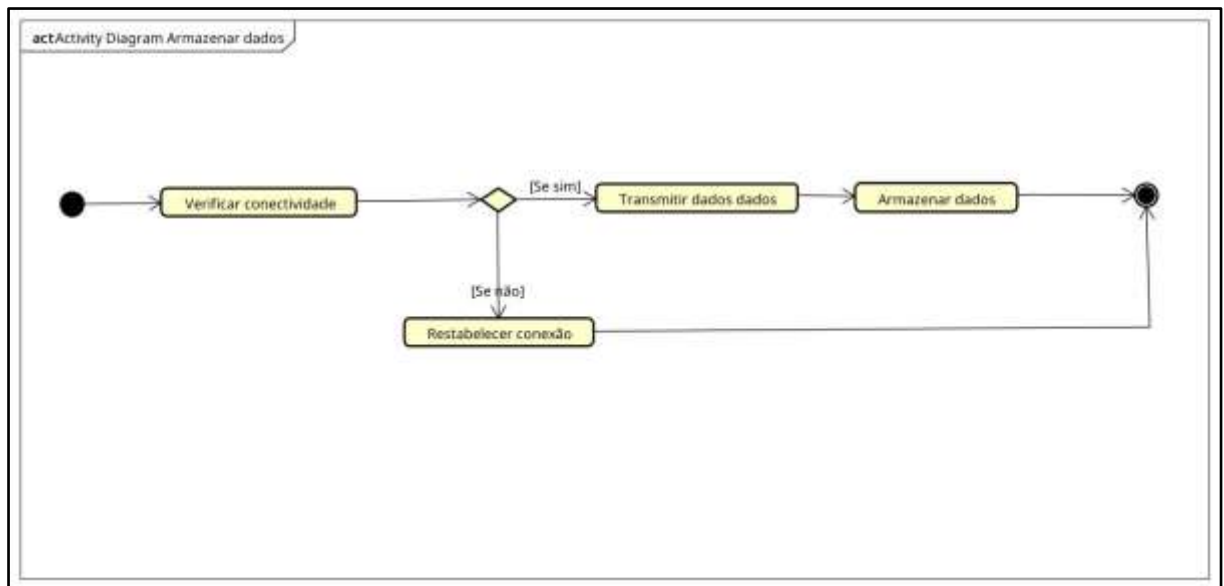 actActivity Diagram Armazenar dados
Verificar conectividade
[Se sim]
Transmitir dados dados
Armazenar dados
[Se não]
Restabelecer conexão